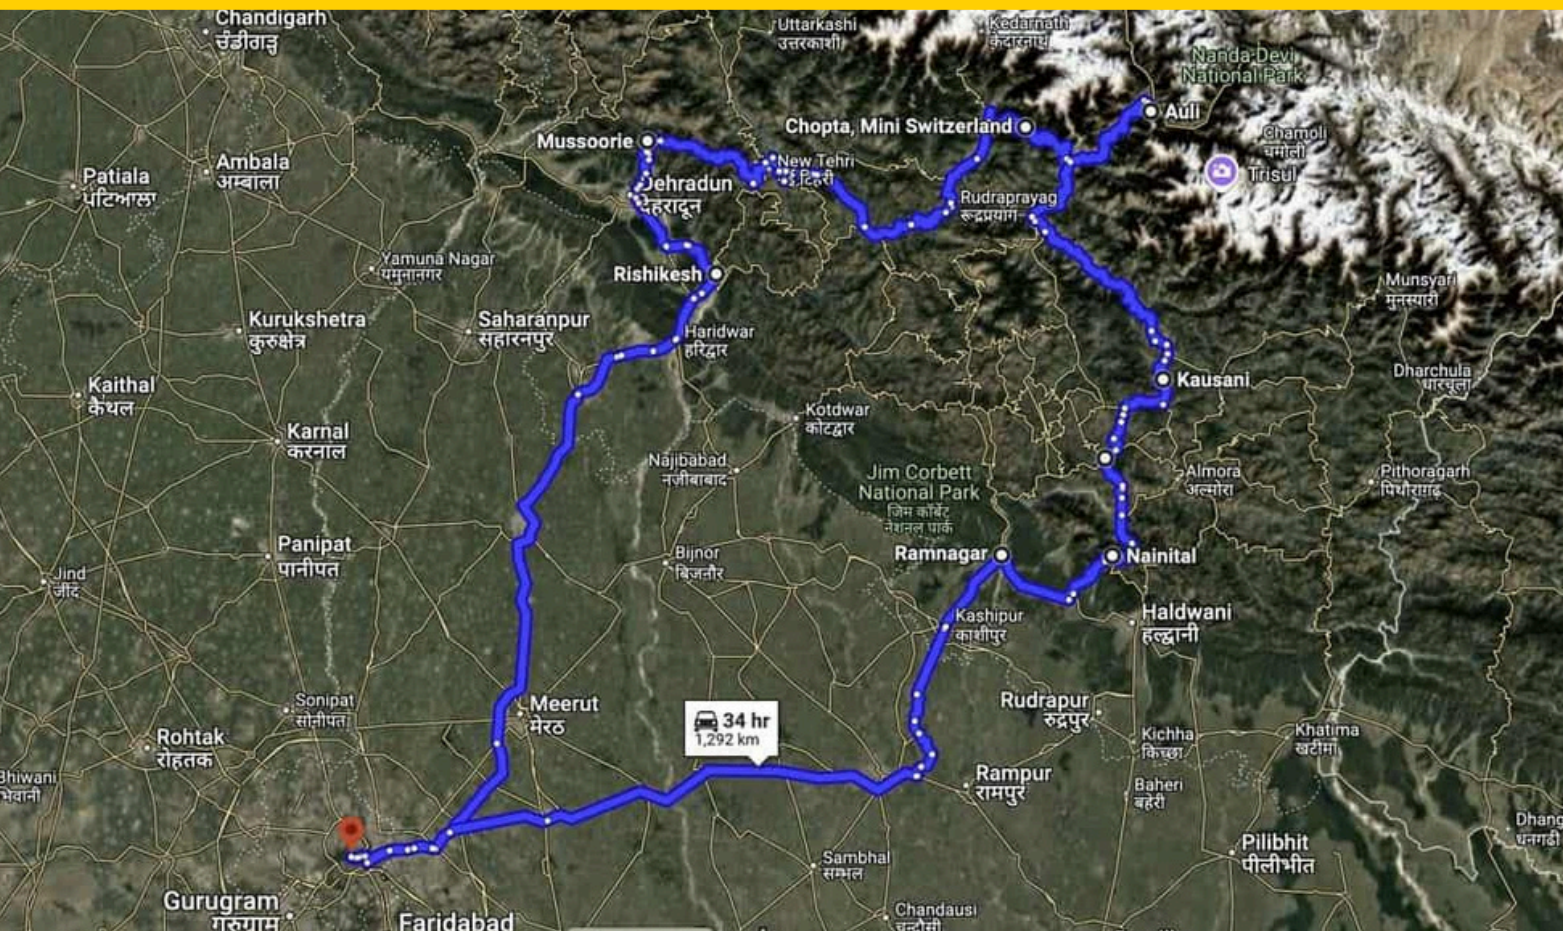 Chandigarh
चंडीगढ़
Uttarkashi
उत्तरकाशी
Kedarnath
केदारनाथ
Nanda Devi
National Park
Auli
Chopta, Mini Switzerland
Mussoorie
Chamoli
चमोली
Trisul
New Tehri
ई टिहरी
Ambala
अम्बाला
Patiala
पटिआला
Dehradun
देहरादून
Rudraprayag
रूद्रप्रयाग
Yamuna Nagar
यमुनानगर
Rishikesh
Munsyari
मुनस्यारी
Kurukshetra
कुरुक्षेत्र
Saharanpur
सहारनपुर
Haridwar
हरिद्वार
Kaithal
कैथल
Kausani
Dharchula
धारचूला
Kotdwar
कोटद्वार
Karnal
करनाल
Najibabad
नजीबाबाद
Jim Corbett
National Park
जिम कॉर्बेट
नेशनल पार्क
Almora
अल्मोरा
Pithoragarh
पिथौरागढ़
Panipat
पानीपत
Bijnor
बिजनौर
Ramnagar
Nainital
Jind
जींद
Kashipur
काशीपुर
Haldwani
हल्द्वानी
Sonipat
सोनीपत
Meerut
मेरठ
34 hr
1,292 km
Rudrapur
रुद्रपुर
Rohtak
रोहतक
Kichha
किच्छा
Khatima
खटीमा
Bhiwani
भिवानी
Rampur
रामपुर
Baheri
बहेरी
Dhang
धनगढी
Pilibhit
पीलीभीत
Sambhal
सम्भल
Gurugram
गुरुग्राम
Faridabad
Chandausi
चन्दौसी